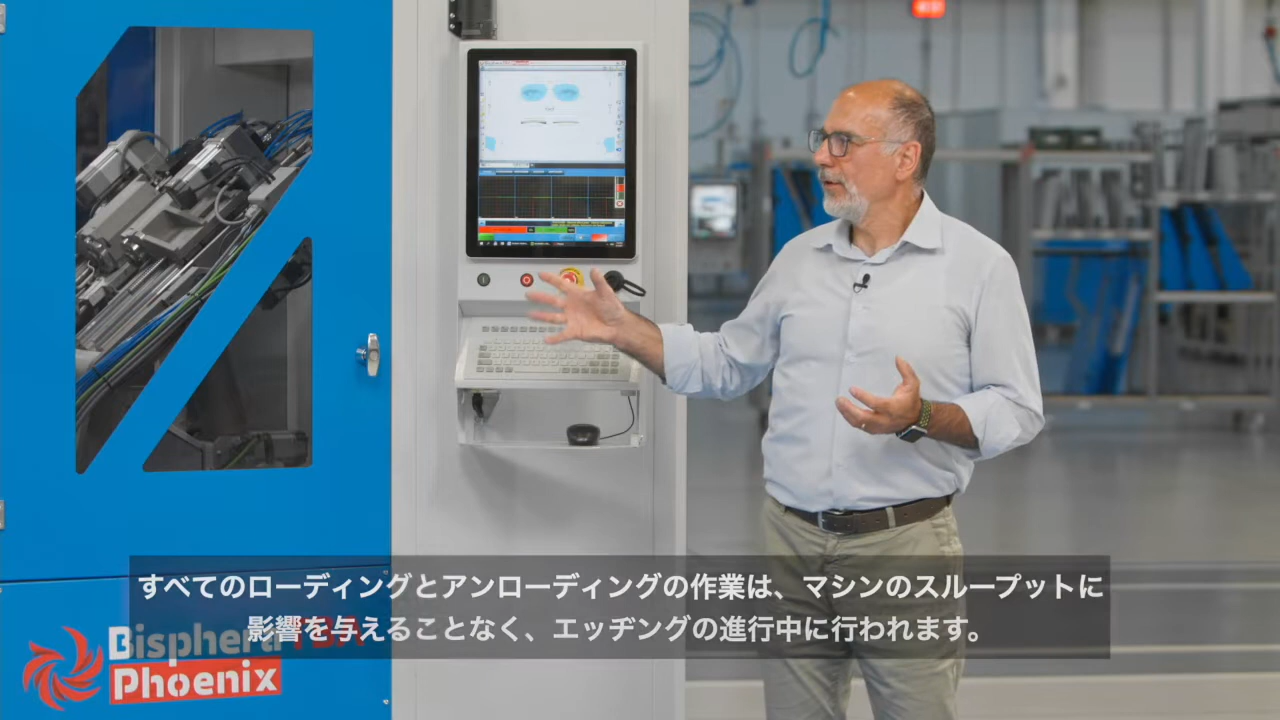 すべてのローディングとアンローディングの作業は、マシンのスループットに
影響を与えることなく、エッヂングの進行中に行われます。
Phoenix